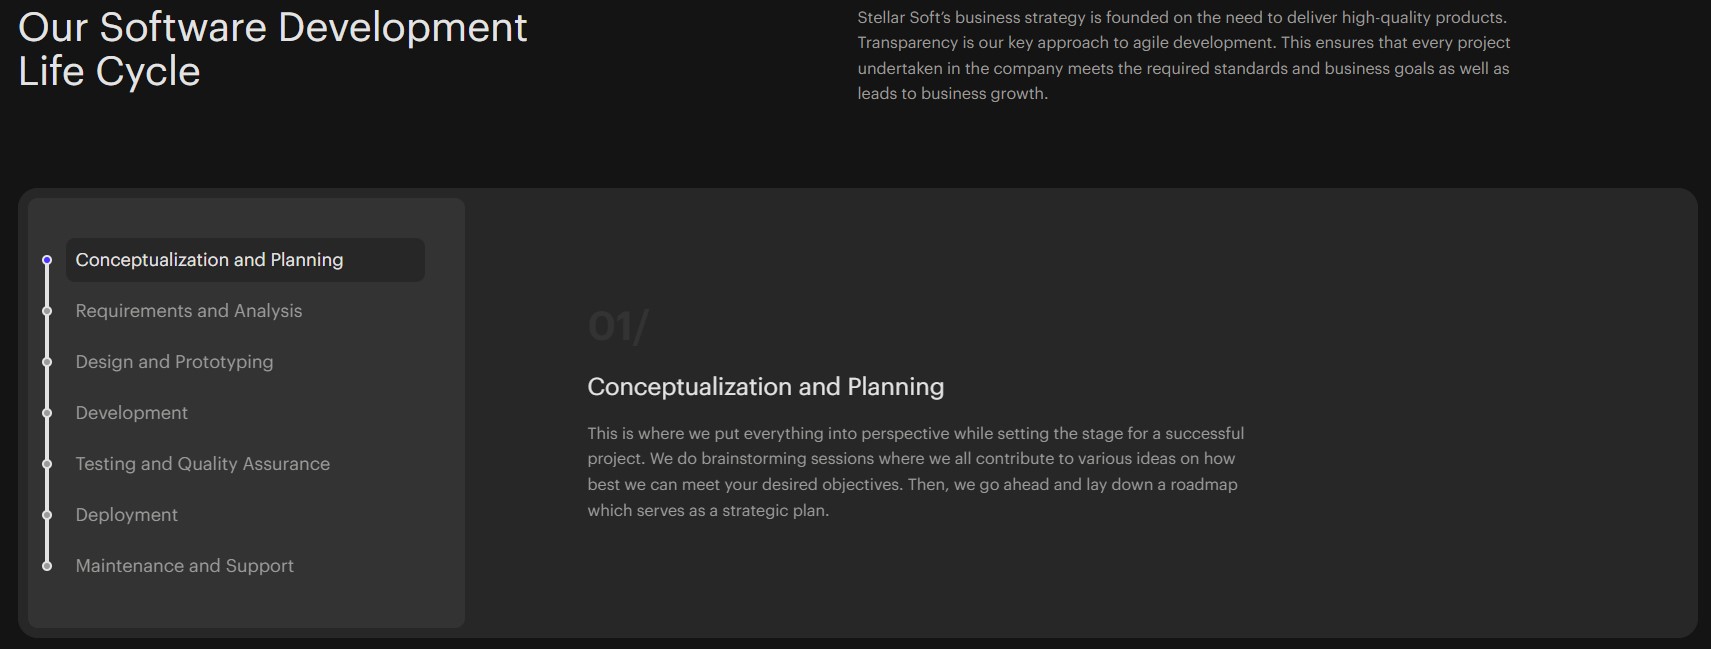 Our Software Development
Life Cycle
Stellar Soft's business strategy is founded on the need to deliver high-quality products.
Transparency is our key approach to agile development. This ensures that every project
undertaken in the company meets the required standards and business goals as well as
leads to business growth.
Conceptualization and Planning
Requirements and Analysis
Design and Prototyping
Development
Testing and Quality Assurance
Deployment
Maintenance and Support
01/
Conceptualization and Planning
This is where we put everything into perspective while setting the stage for a successful
project. We do brainstorming sessions where we all contribute to various ideas on how
best we can meet your desired objectives. Then, we go ahead and lay down a roadmap
which serves as a strategic plan.